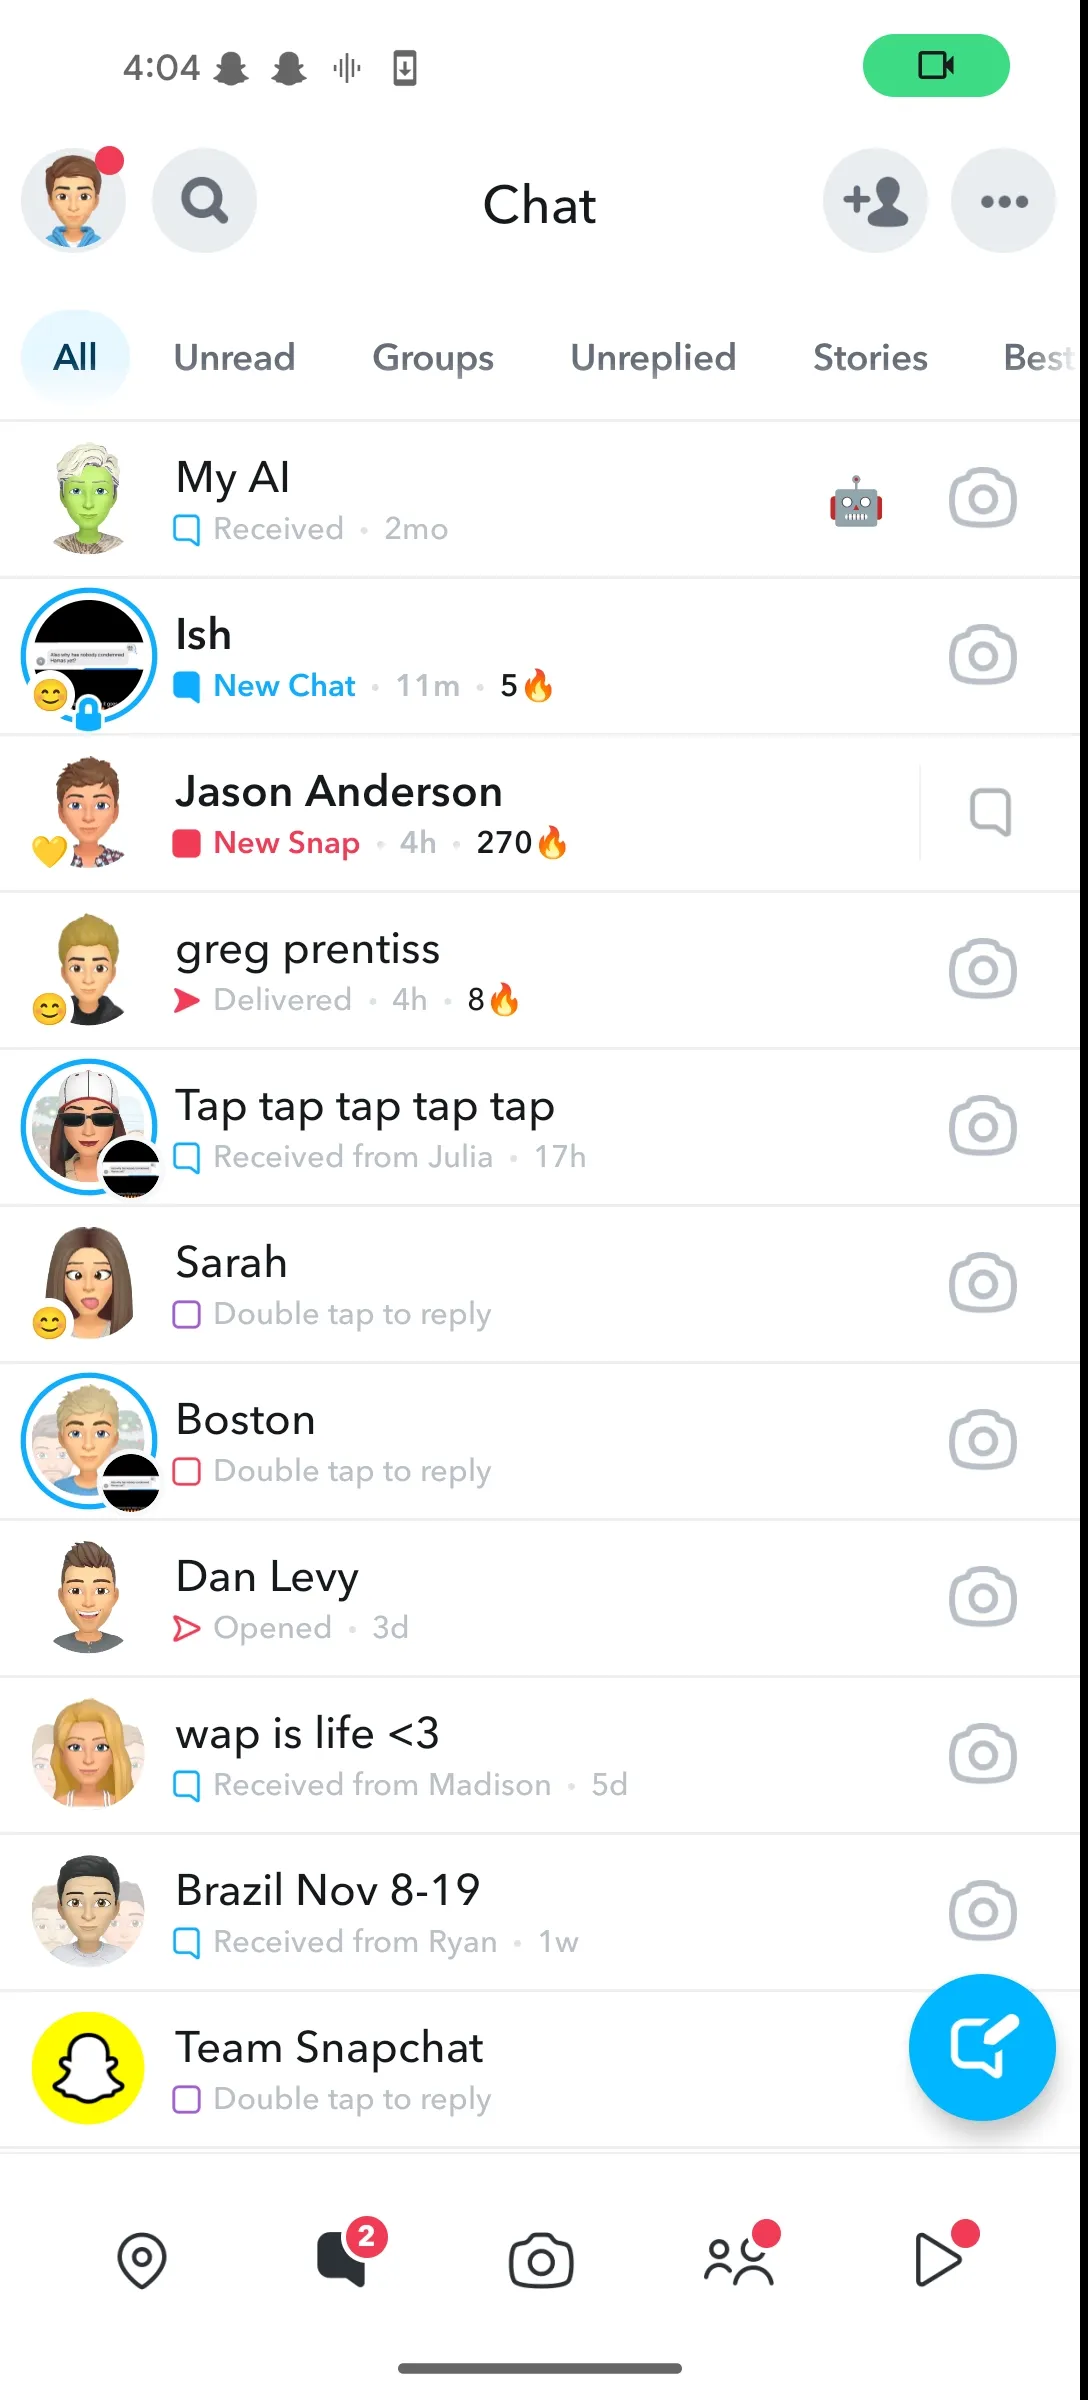 4:04
Chat
All Unread Groups Unreplied Stories Best
My AI
Received • 2mo
Ish
New Chat • 11m • 5🔥
Jason Anderson
New Snap • 4h • 270🔥
greg prentiss
Delivered • 4h • 8🔥
Tap tap tap tap tap
Received from Julia • 17h
Sarah
Double tap to reply
Boston
Double tap to reply
Dan Levy
Opened • 3d
wap is life <3
Received from Madison • 5d
Brazil Nov 8-19
Received from Ryan • 1w
Team Snapchat
Double tap to reply
2